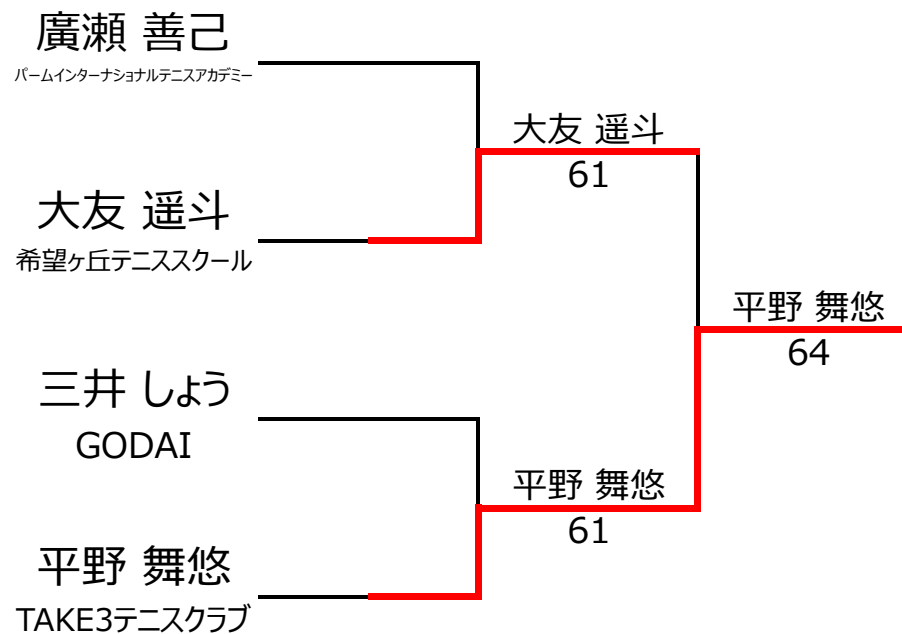 廣瀬 善己
パームインターナショナルテニスアカデミー
大友 遥斗
61
大友 遥斗
希望ヶ丘テニススクール
平野 舞悠
64
三井 しょう
GODAI
平野 舞悠
61
平野 舞悠
TAKE3テニスクラブ